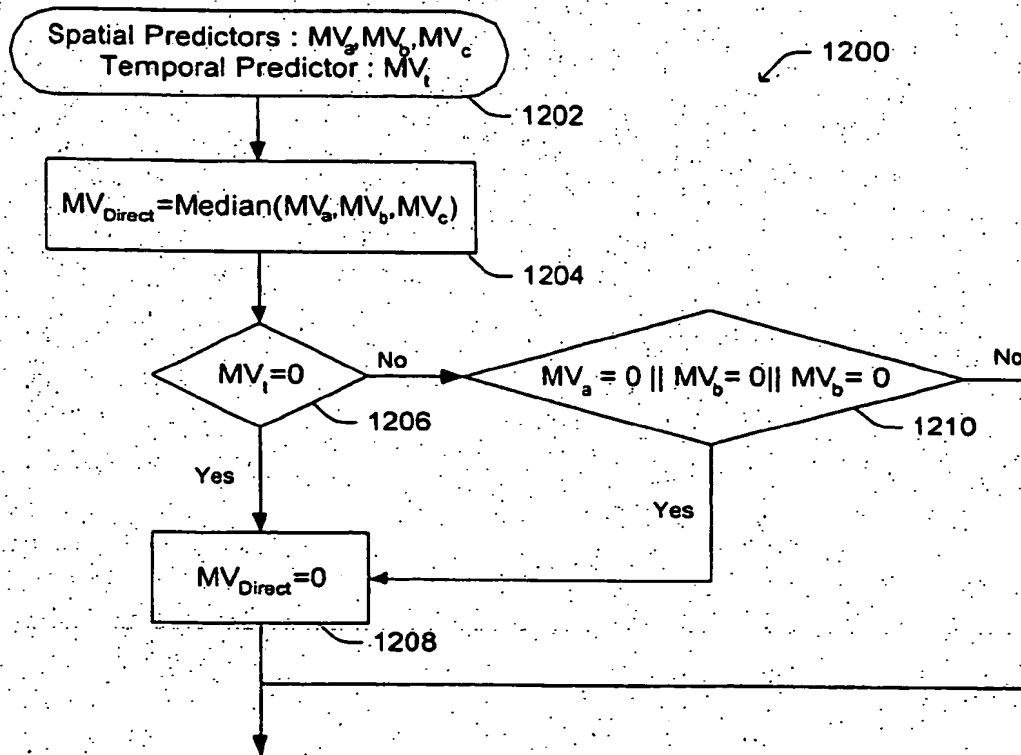 Spatial Predictors : MVa,MVb,MVc
Temporal Predictor : MVt
1200
1202
MVDirect=Median(MVa,MVb,MVc)
1204
MVt=0
No
MVa = 0 || MVb = 0|| MVb = 0
No
1206
1210
Yes
Yes
MVDirect=0
1208